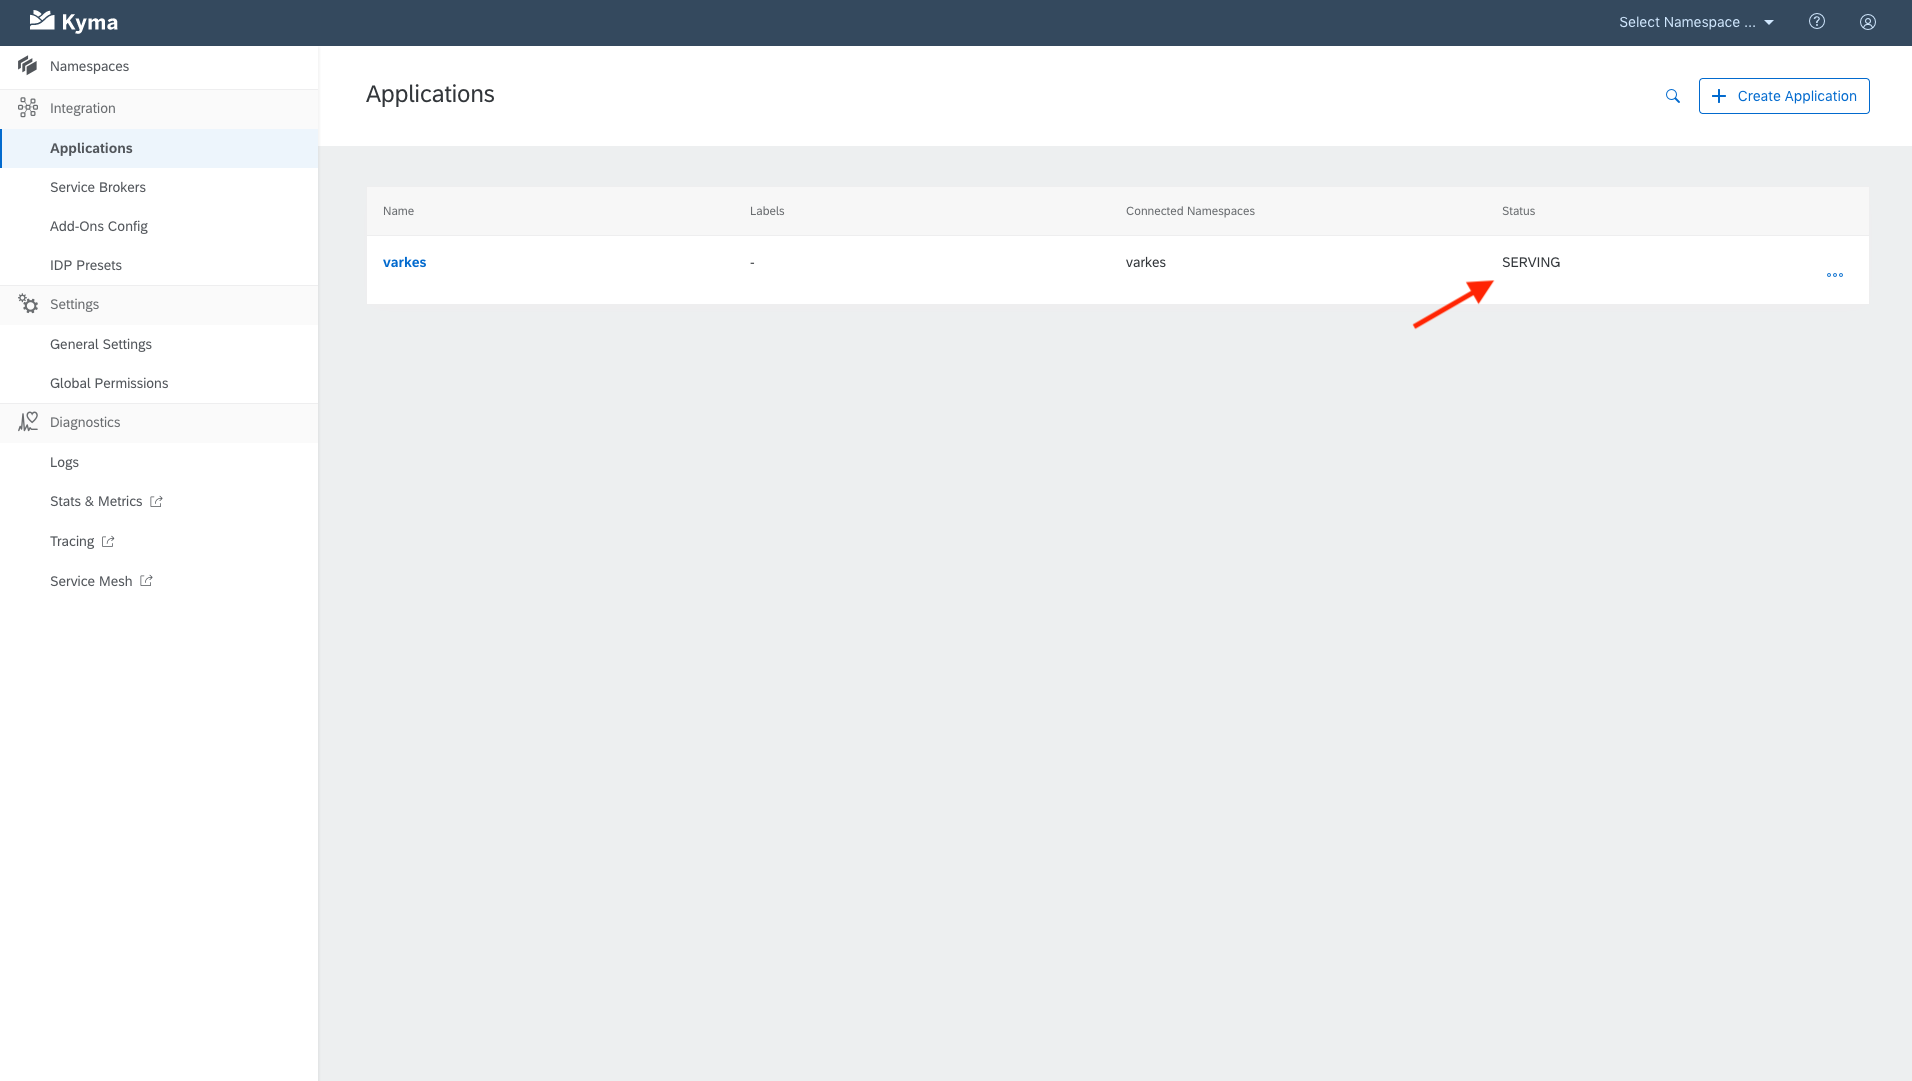 Kyma
Select Namespace ...
Namespaces
Integration
Applications
Service Brokers
Add-Ons Config
IDP Presets
Settings
General Settings
Global Permissions
Diagnostics
Logs
Stats & Metrics
Tracing
Service Mesh
Applications
Create Application
Name Labels Connected Namespaces Status
varkes - varkes SERVING